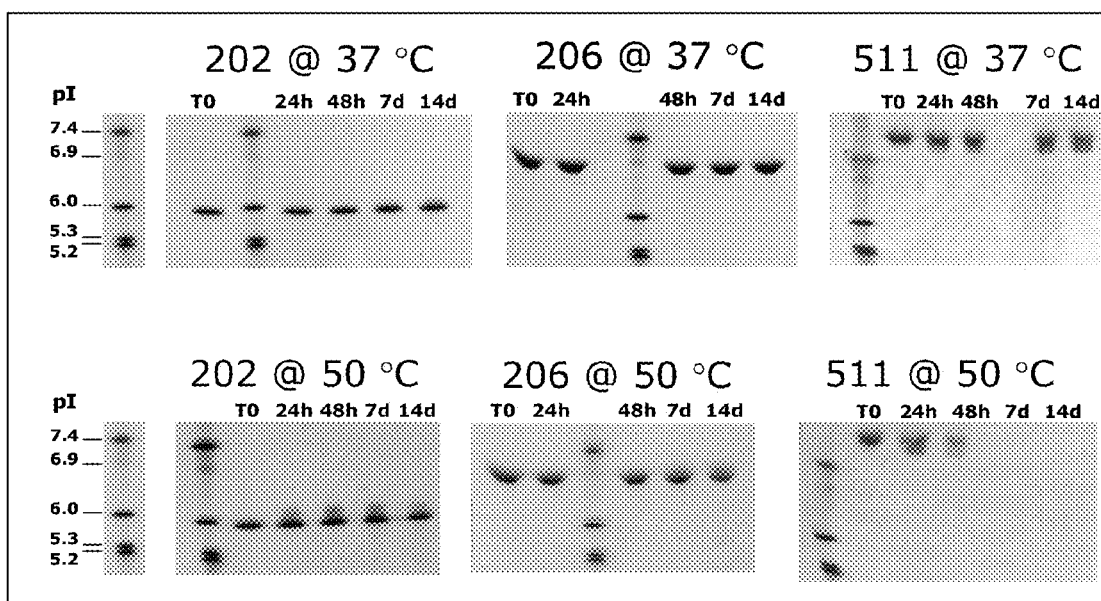 202 @ 37 °C
206 @ 37 °C
511 @ 37 °C
pI
T0 24h 48h 7d 14d
T0 24h 48h 7d 14d
T0 24h 48h 7d 14d
7.4
6.9
6.0
5.3
5.2
202 @ 50 °C
206 @ 50 °C
511 @ 50 °C
pI
T0 24h 48h 7d 14d
T0 24h 48h 7d 14d
T0 24h 48h 7d 14d
7.4
6.9
6.0
5.3
5.2